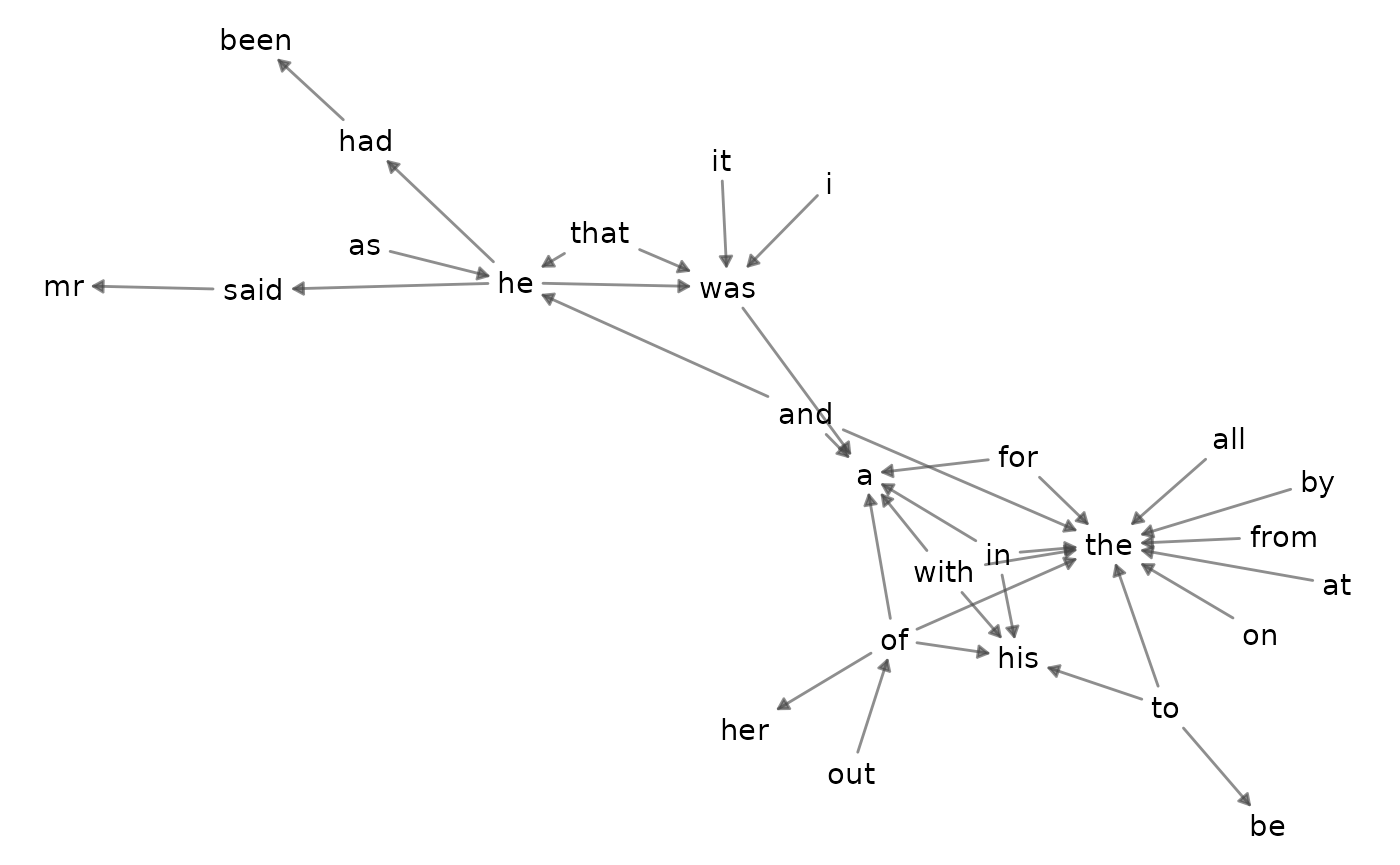 been
had
it
i
that
as
he
was
mr
said
and
all
for
a
by
from
the
in
with
at
on
of
his
to
her
out
be